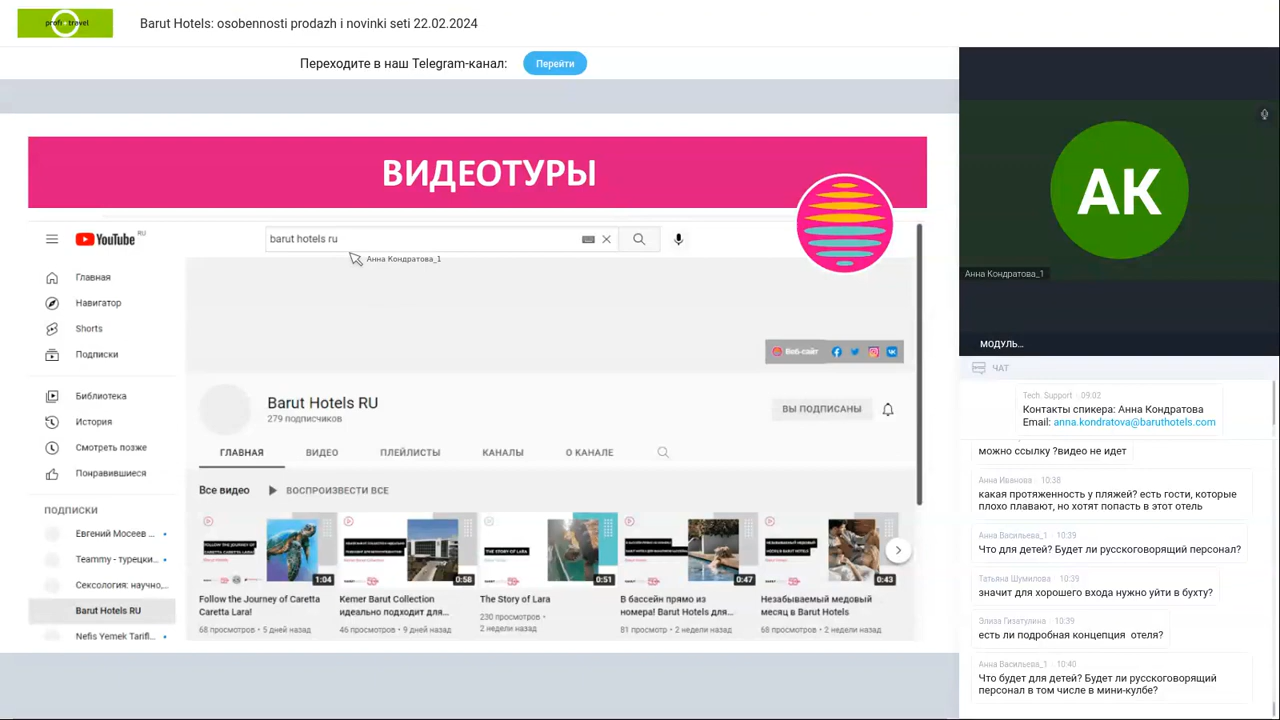 profi travel
Barut Hotels: osobennosti prodazh i novinki seti 22.02.2024
Переходите в наш Telegram-канал:
Перейти
ВИДЕОТУРЫ
YouTube RU
barut hotels ru
Анна Кондратова_1
Главная
Навигатор
Shorts
Подписки
Библиотека
История
Смотреть позже
Понравившиеся
ПОДПИСКИ
Евгений Мосеев ...
Teammy - турецки...
Сексология: научно,...
Barut Hotels RU
Nefis Yemek Tarifl...
Веб-сайт
Barut Hotels RU
279 подписчиков
ВЫ ПОДПИСАНЫ
ГЛАВНАЯ
ВИДЕО
ПЛЕЙЛИСТЫ
КАНАЛЫ
О КАНАЛЕ
Все видео
ВОСПРОИЗВЕСТИ ВСЕ
1:04
Follow the Journey of Caretta
Caretta Lara!
68 просмотров • 5 дней назад
0:58
Kemer Barut Collection
идеально подходит для...
46 просмотров • 9 дней назад
THE STORY OF LARA
0:51
The Story of Lara
230 просмотров •
2 недели назад
0:47
В бассейн прямо из
номера! Barut Hotels для...
81 просмотр • 2 недели назад
0:43
Незабываемый медовый
месяц в Barut Hotels
68 просмотров • 2 недели назад
АК
Анна Кондратова_1
МОДУЛЬ...
ЧАТ
Tech. Support · 09:02
Контакты спикера: Анна Кондратова
Email: anna.kondratova@baruthotels.com
можно ссылку ?видео не идет
Анна Иванова · 10:38
какая протяженность у пляжей? есть гости, которые
плохо плавают, но хотят попасть в этот отель
Анна Васильева_1 · 10:39
Что для детей? Будет ли русскоговорящий персонал?
Татьяна Шумилова · 10:39
значит для хорошего входа нужно уйти в бухту?
Элиза Гизатулина · 10:39
есть ли подробная концепция  отеля?
Анна Васильева_1 · 10:40
Что будет для детей? Будет ли русскоговорящий
персонал в том числе в мини-кулбе?